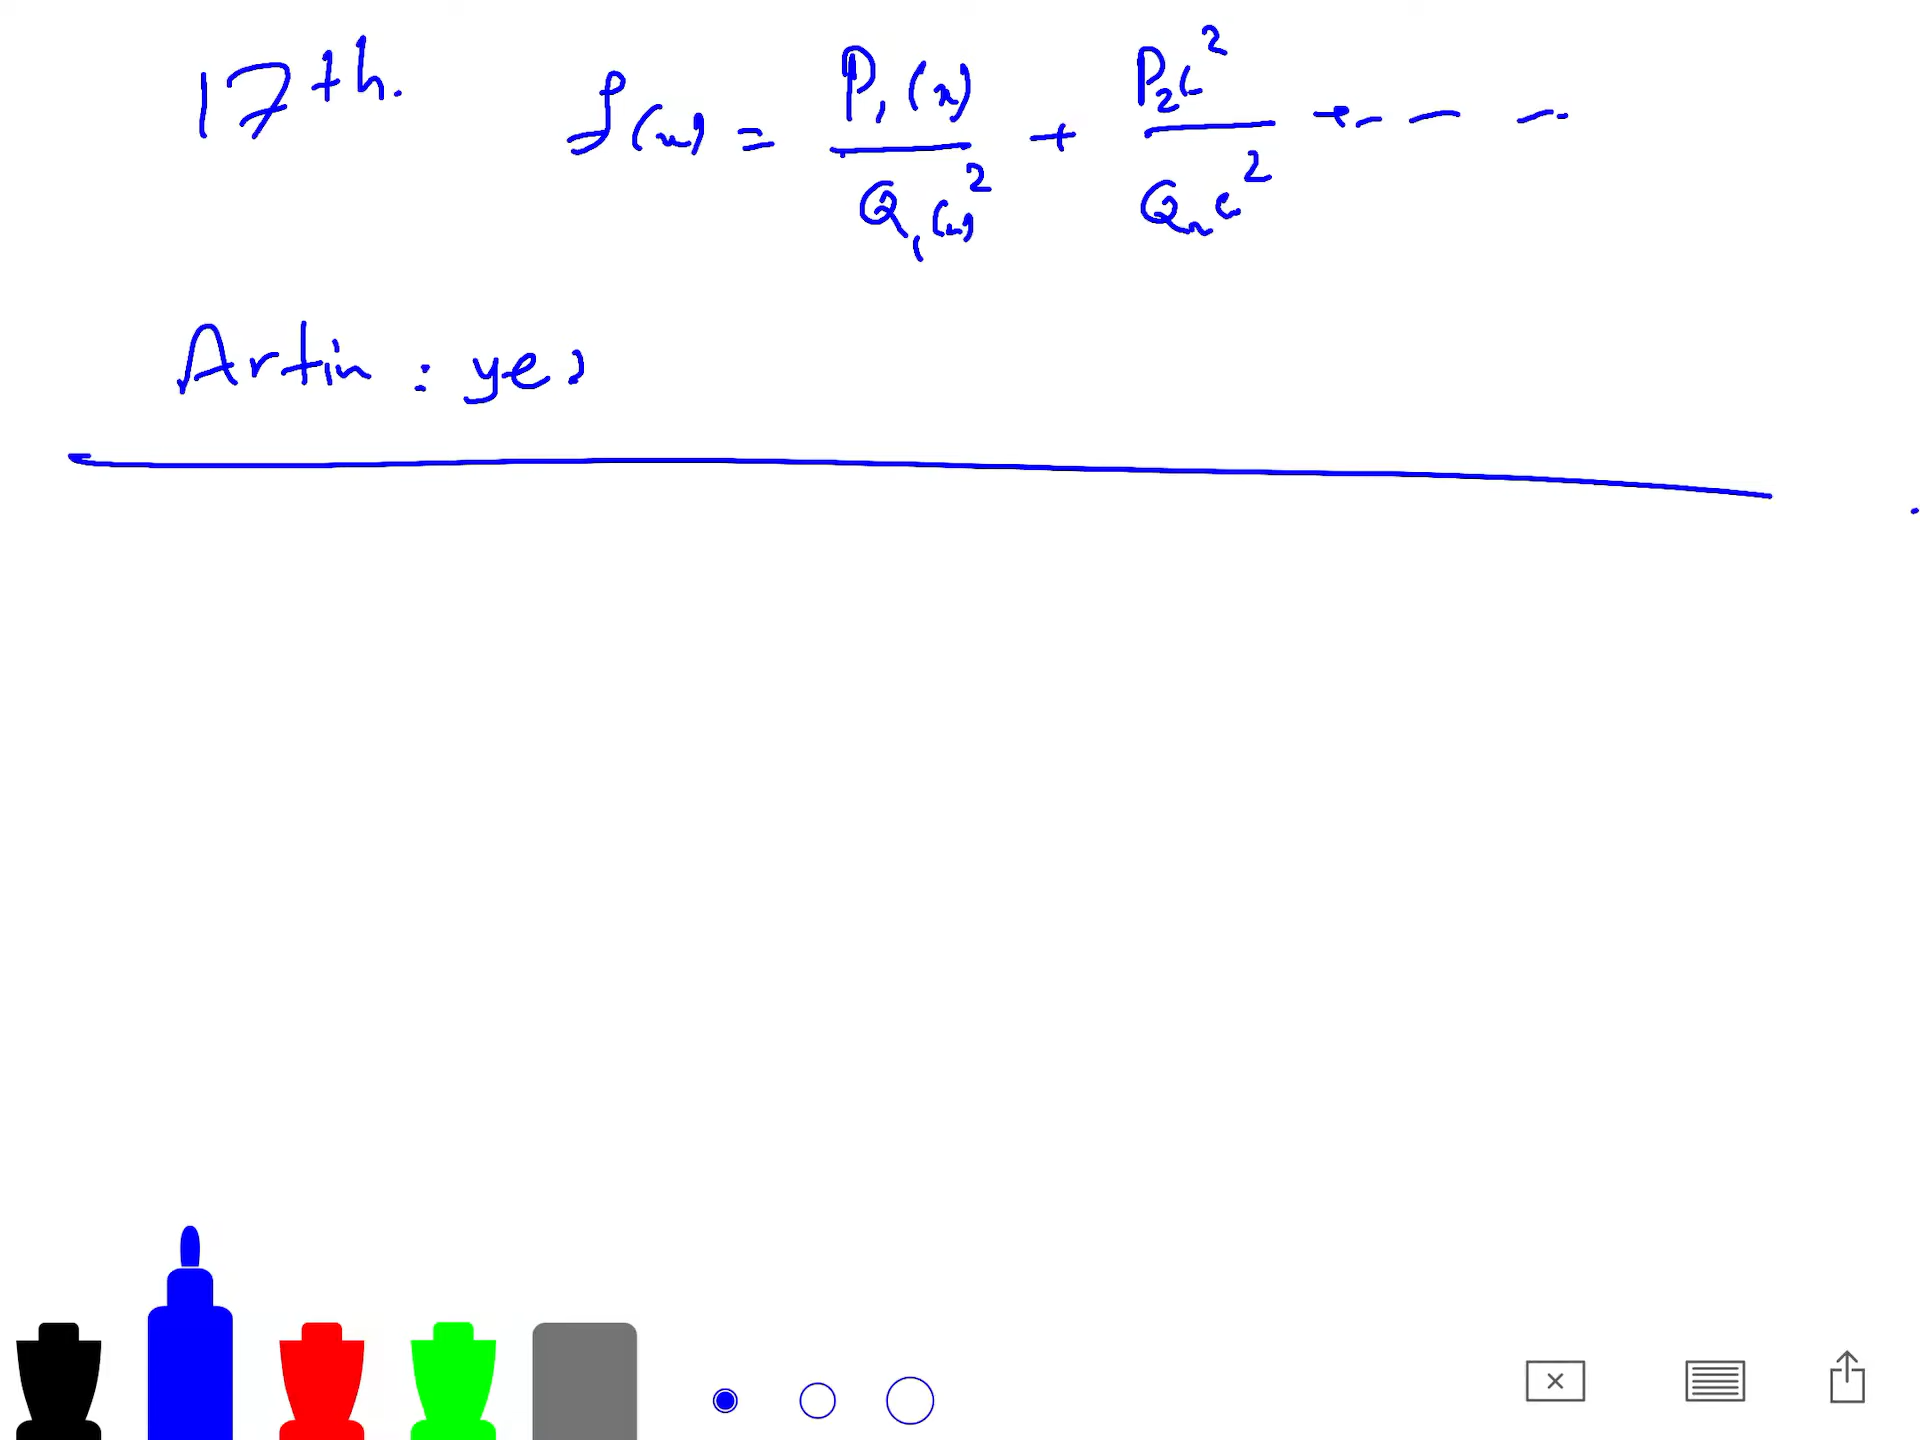 17th. f(x) = P₁(x) / Q₁(x)² + P₂( ² / Q₂( ² + - - - -
Artin : yes